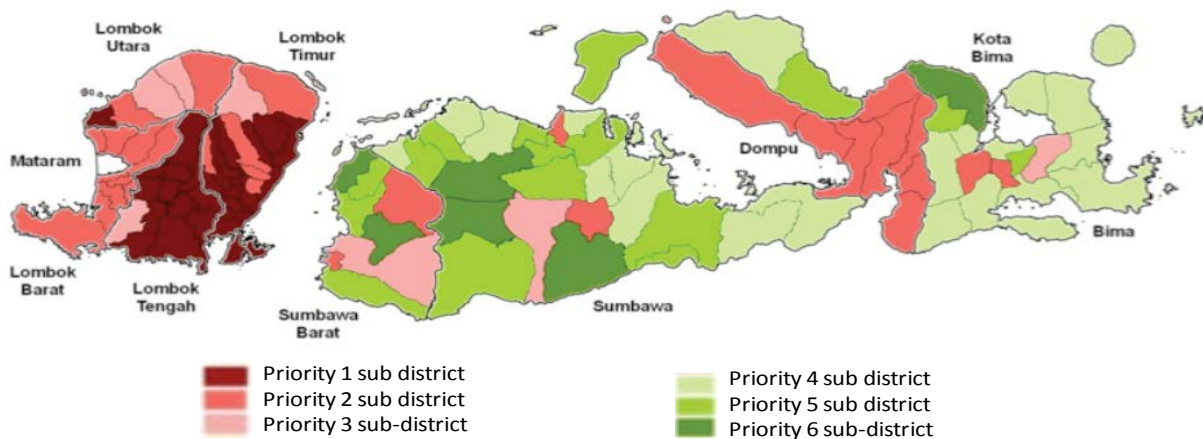 Lombok
Utara
Lombok
Timur
Kota
Bima
Mataram
Dompu
Lombok
Barat
Lombok
Tengah
Sumbawa
Barat
Sumbawa
Bima
Priority 1 sub district
Priority 2 sub district
Priority 3 sub-district
Priority 4 sub district
Priority 5 sub district
Priority 6 sub-district